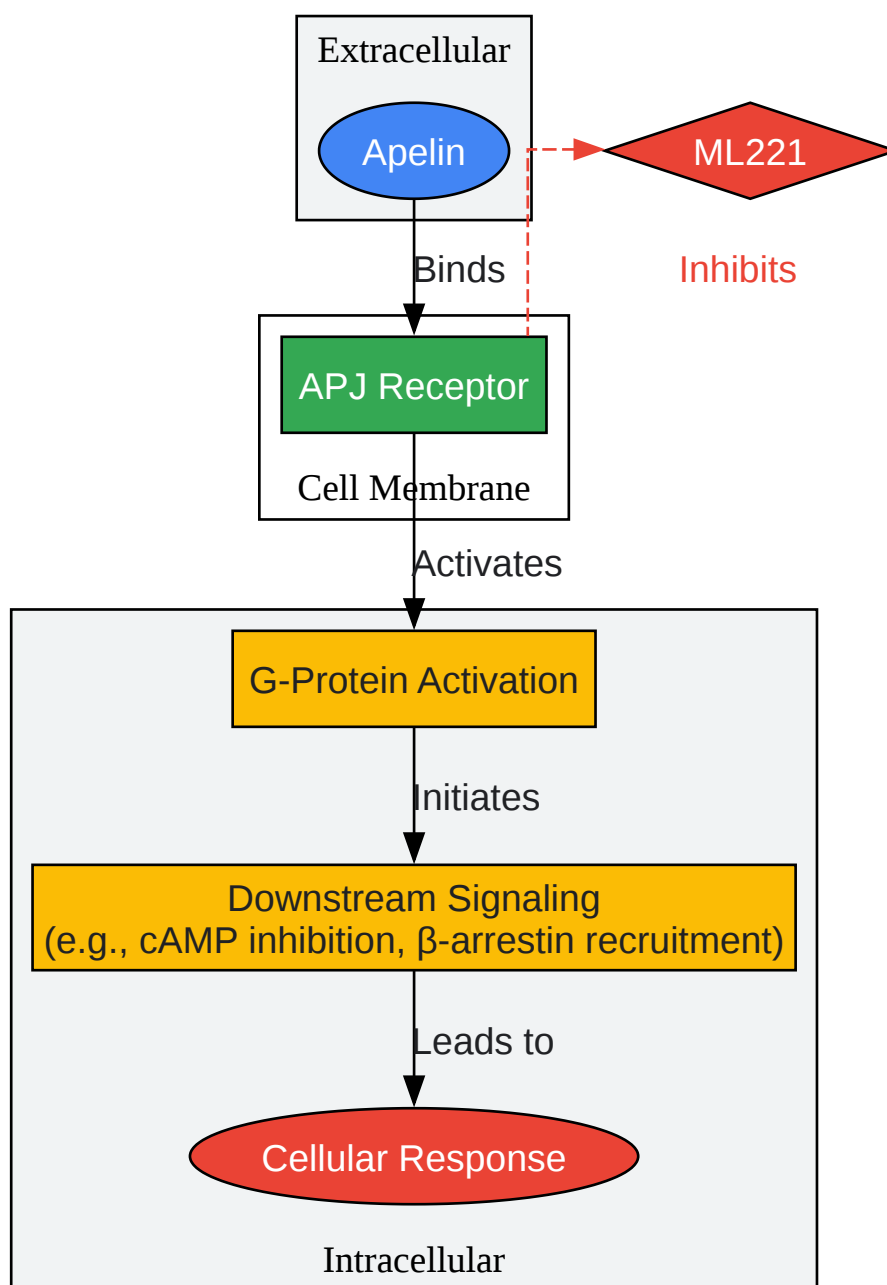 Extracellular
Apelin
ML221
Binds
Inhibits
APJ Receptor
Cell Membrane
Activates
G-Protein Activation
Initiates
Downstream Signaling
(e.g., cAMP inhibition, β-arrestin recruitment)
Leads to
Cellular Response
Intracellular